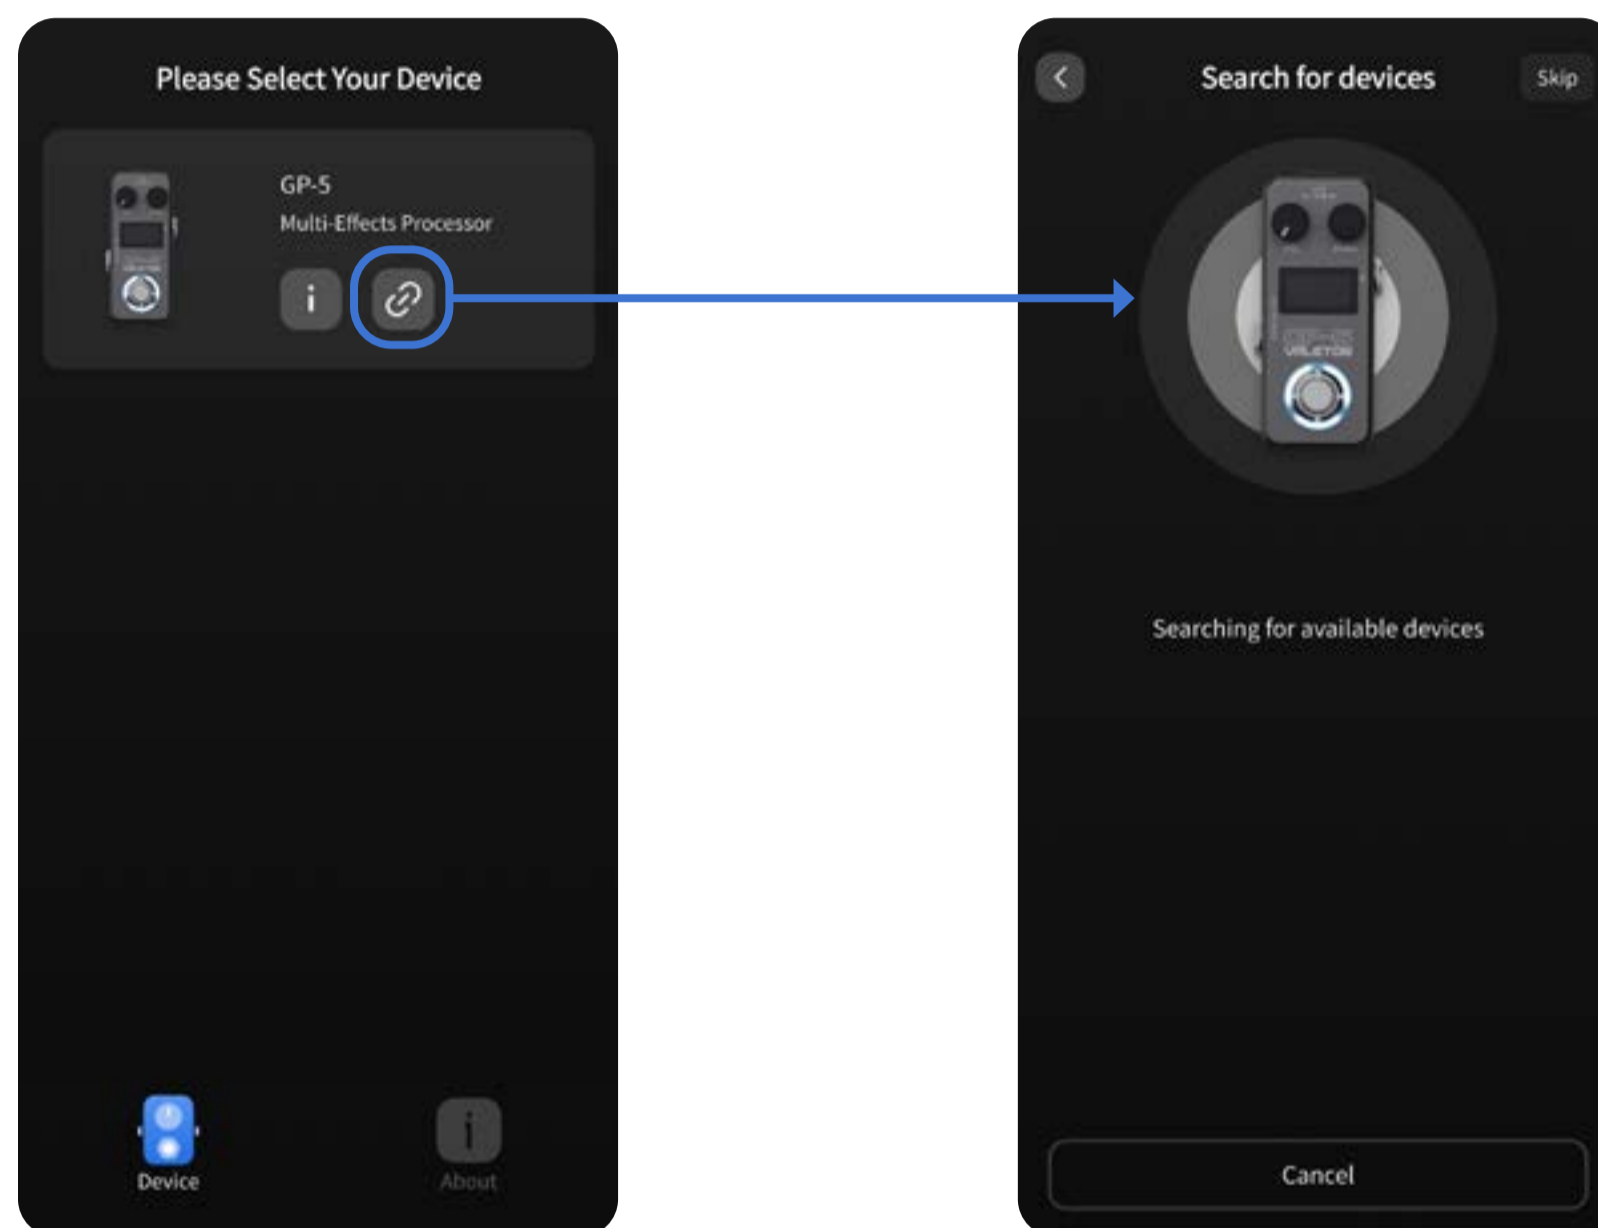 Please Select Your Device
GP-5
Multi-Effects Processor
Device
About
Search for devices
Skip
VALETON
Searching for available devices
Cancel